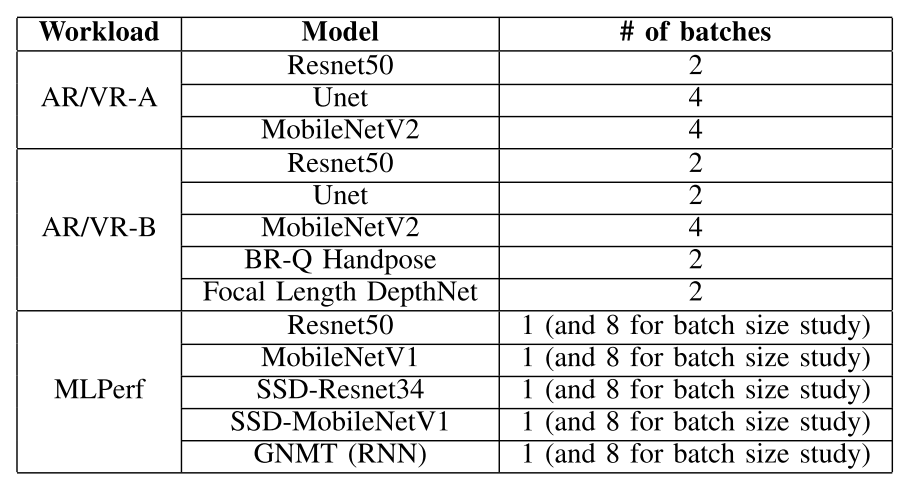 Workload Model # of batches
AR/VR-A
Resnet50 2
Unet 4
MobileNetV2 4
AR/VR-B
Resnet50 2
Unet 2
MobileNetV2 4
BR-Q Handpose 2
Focal Length DepthNet 2
MLPerf
Resnet50 1 (and 8 for batch size study)
MobileNetV1 1 (and 8 for batch size study)
SSD-Resnet34 1 (and 8 for batch size study)
SSD-MobileNetV1 1 (and 8 for batch size study)
GNMT (RNN) 1 (and 8 for batch size study)